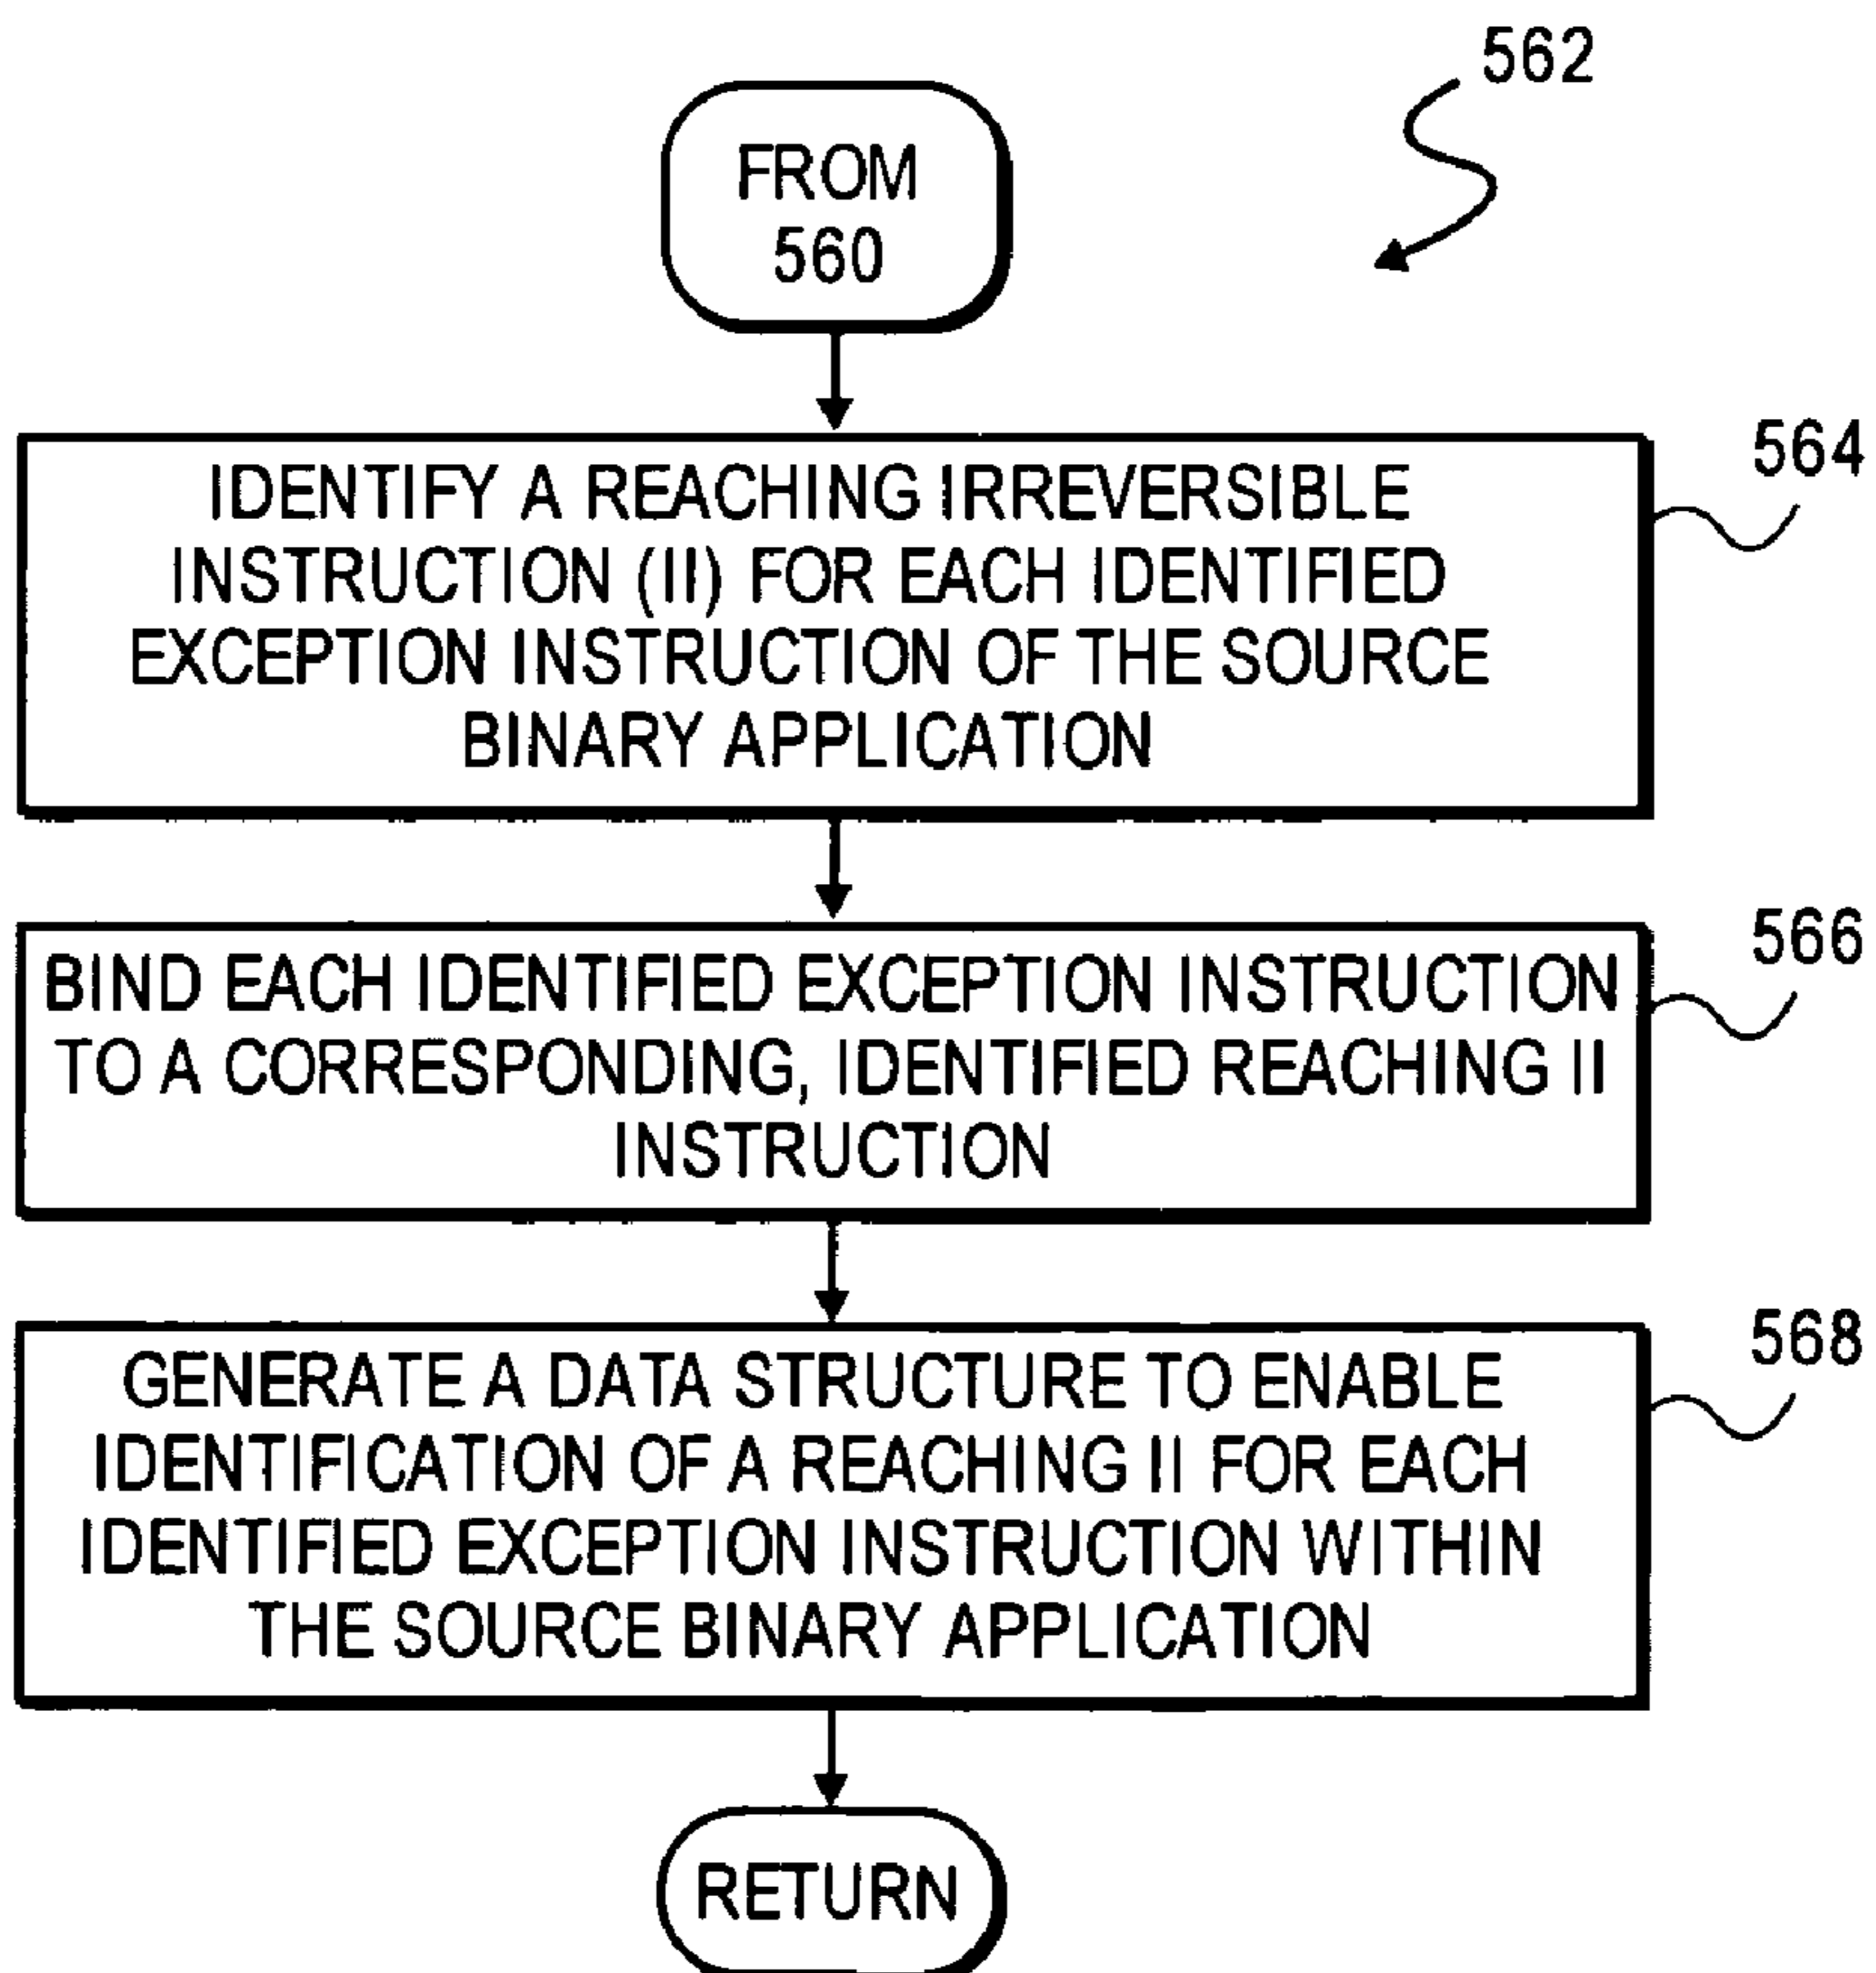 562
FROM
560
564
IDENTIFY A REACHING IRREVERSIBLE
INSTRUCTION (II) FOR EACH IDENTIFIED
EXCEPTION INSTRUCTION OF THE SOURCE
BINARY APPLICATION
566
BIND EACH IDENTIFIED EXCEPTION INSTRUCTION
TO A CORRESPONDING, IDENTIFIED REACHING II
INSTRUCTION
568
GENERATE A DATA STRUCTURE TO ENABLE
IDENTIFICATION OF A REACHING II FOR EACH
IDENTIFIED EXCEPTION INSTRUCTION WITHIN
THE SOURCE BINARY APPLICATION
RETURN